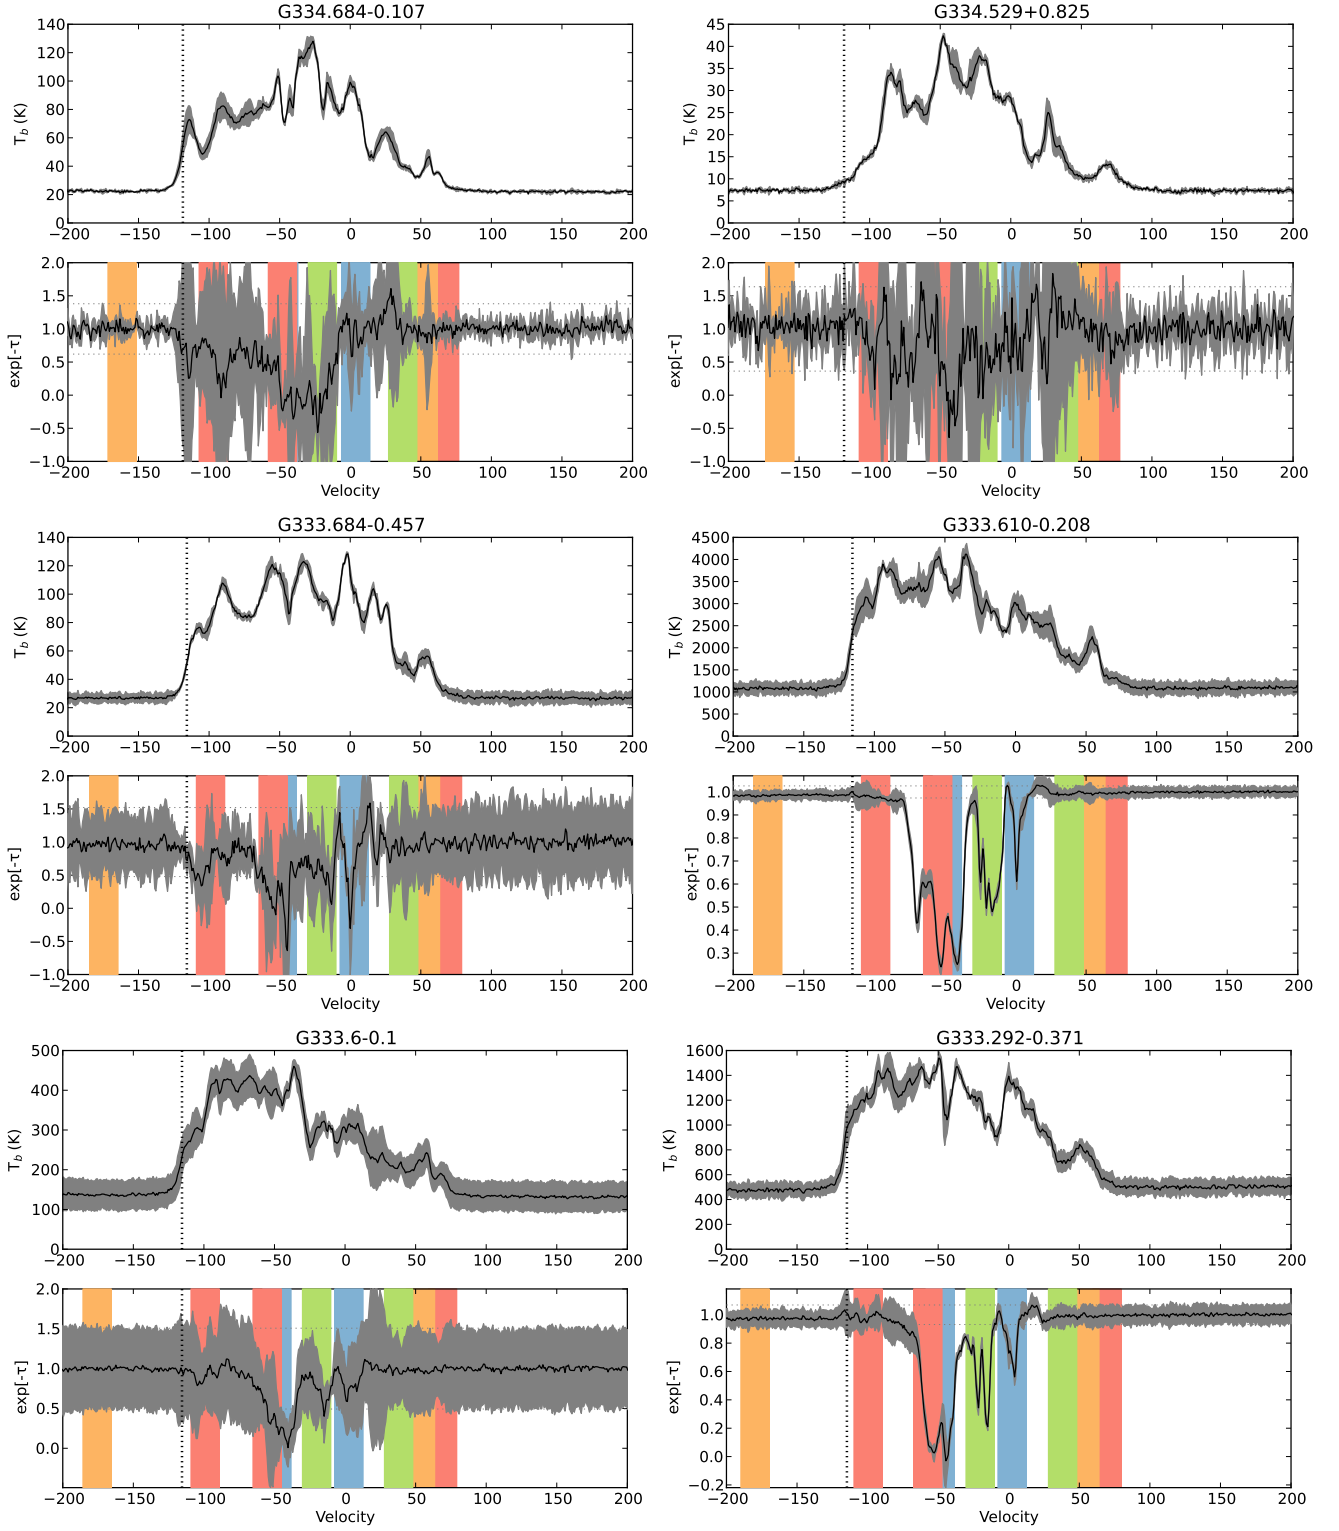 G334.684-0.107
140
120
100
80
60
40
20
0
T_b (K)
−200 −150 −100 −50 0 50 100 150 200
2.0
1.5
1.0
0.5
0.0
−0.5
−1.0
exp[-τ]
−200 −150 −100 −50 0 50 100 150 200
Velocity
G334.529+0.825
45
40
35
30
25
20
15
10
5
0
T_b (K)
−200 −150 −100 −50 0 50 100 150 200
2.0
1.5
1.0
0.5
0.0
−0.5
−1.0
exp[-τ]
−200 −150 −100 −50 0 50 100 150 200
Velocity
G333.684-0.457
140
120
100
80
60
40
20
0
T_b (K)
−200 −150 −100 −50 0 50 100 150 200
2.0
1.5
1.0
0.5
0.0
−0.5
−1.0
exp[-τ]
−200 −150 −100 −50 0 50 100 150 200
Velocity
G333.610-0.208
4500
4000
3500
3000
2500
2000
1500
1000
500
0
T_b (K)
−200 −150 −100 −50 0 50 100 150 200
1.0
0.9
0.8
0.7
0.6
0.5
0.4
0.3
exp[-τ]
−200 −150 −100 −50 0 50 100 150 200
Velocity
G333.6-0.1
500
400
300
200
100
0
T_b (K)
−200 −150 −100 −50 0 50 100 150 200
2.0
1.5
1.0
0.5
0.0
exp[-τ]
−200 −150 −100 −50 0 50 100 150 200
Velocity
G333.292-0.371
1600
1400
1200
1000
800
600
400
200
0
T_b (K)
−200 −150 −100 −50 0 50 100 150 200
1.0
0.8
0.6
0.4
0.2
0.0
−0.2
exp[-τ]
−200 −150 −100 −50 0 50 100 150 200
Velocity